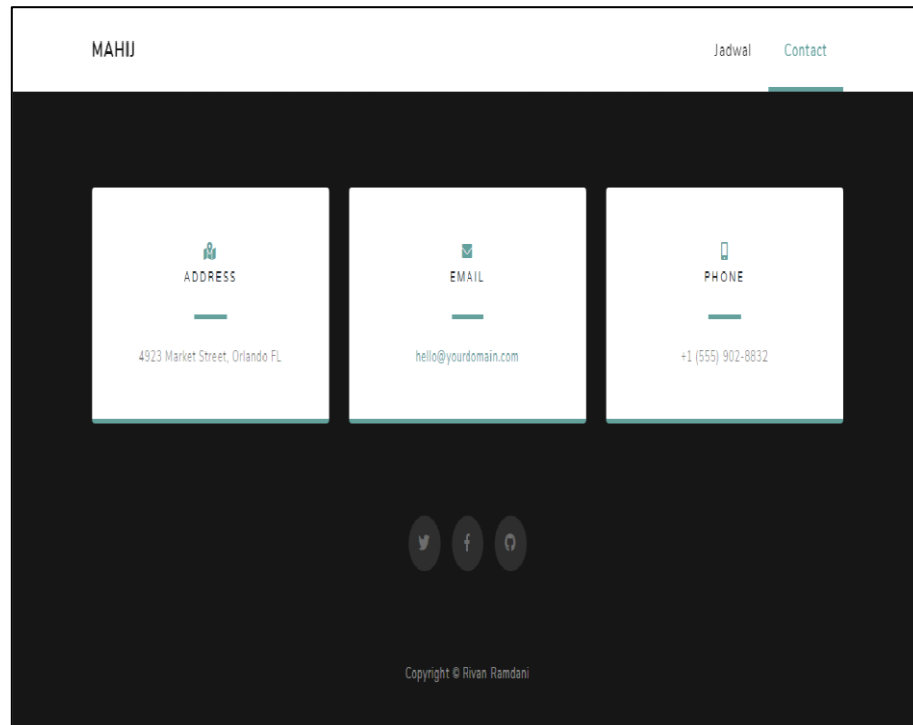 MAHIJ
Jadwal Contact
ADDRESS
4923 Market Street, Orlando FL
EMAIL
hello@yourdomain.com
PHONE
+1 (555) 902-8832
Copyright © Rivan Ramdani